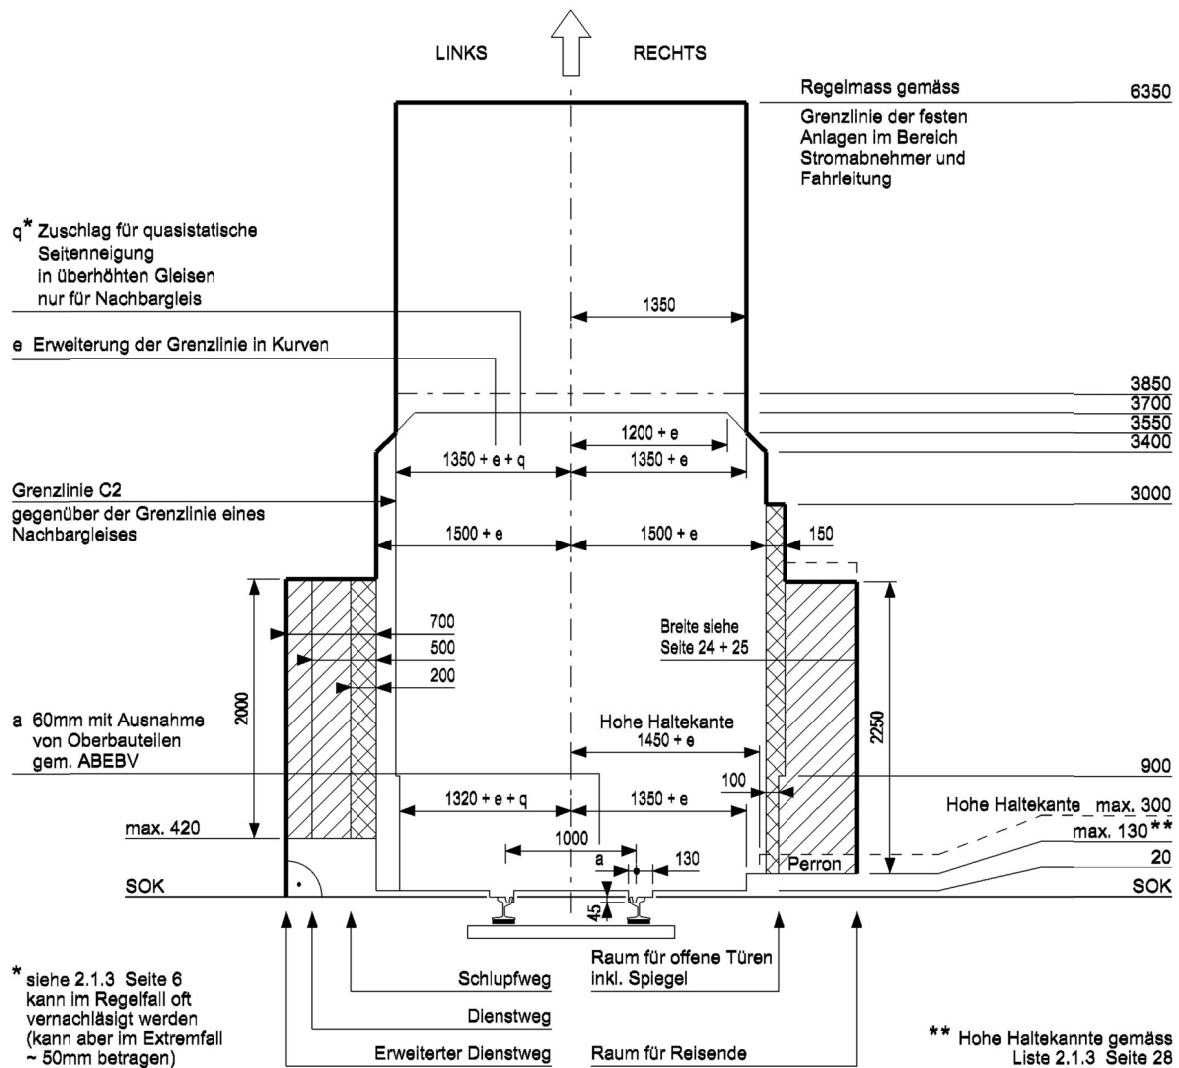 LINKS
RECHTS
Regelmass gemäss
6350
Grenzlinie der festen
Anlagen im Bereich
Stromabnehmer und
Fahrleitung
q* Zuschlag für quasistatische
Seitenneigung
in überhöhten Gleisen
nur für Nachbargleis
1350
e Erweiterung der Grenzlinie in Kurven
3850
3700
3550
3400
1200 + e
1350 + e + q
1350 + e
Grenzlinie C2
gegenüber der Grenzlinie eines
Nachbargleises
3000
1500 + e
1500 + e
150
700
500
200
2000
Breite siehe
Seite 24 + 25
2250
a 60mm mit Ausnahme
von Oberbauteilen
gem. ABEBV
Hohe Haltekante
1450 + e
900
100
1320 + e + q
1350 + e
Hohe Haltekante max. 300
max. 420
1000
max. 130**
a
130
Perron
20
SOK
SOK
45
* siehe 2.1.3 Seite 6
kann im Regelfall oft
vernachläsigt werden
(kann aber im Extremfall
~ 50mm betragen)
Schlupfweg
Dienstweg
Erweiterter Dienstweg
Raum für offene Türen
inkl. Spiegel
Raum für Reisende
** Hohe Haltekannte gemäss
Liste 2.1.3 Seite 28